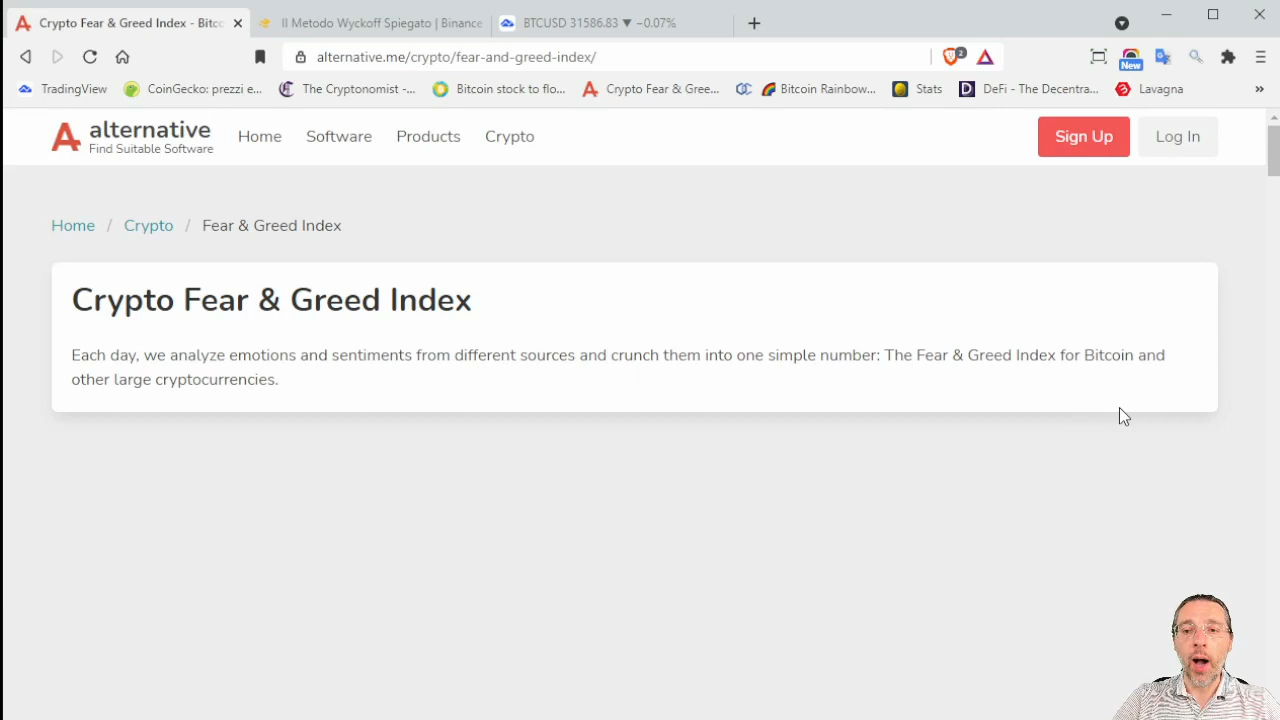 Crypto Fear & Greed Index - Bitco
Il Metodo Wyckoff Spiegato | Binance
BTCUSD 31586.83 ▼ −0.07%
alternative.me/crypto/fear-and-greed-index/
2
New
TradingView
CoinGecko: prezzi e...
The Cryptonomist -...
Bitcoin stock to flo...
Crypto Fear & Gree...
Bitcoin Rainbow...
Stats
DeFi - The Decentra...
Lavagna
»
alternative
Find Suitable Software
Home
Software
Products
Crypto
Sign Up
Log In
Home / Crypto / Fear & Greed Index
Crypto Fear & Greed Index
Each day, we analyze emotions and sentiments from different sources and crunch them into one simple number: The Fear & Greed Index for Bitcoin and
other large cryptocurrencies.